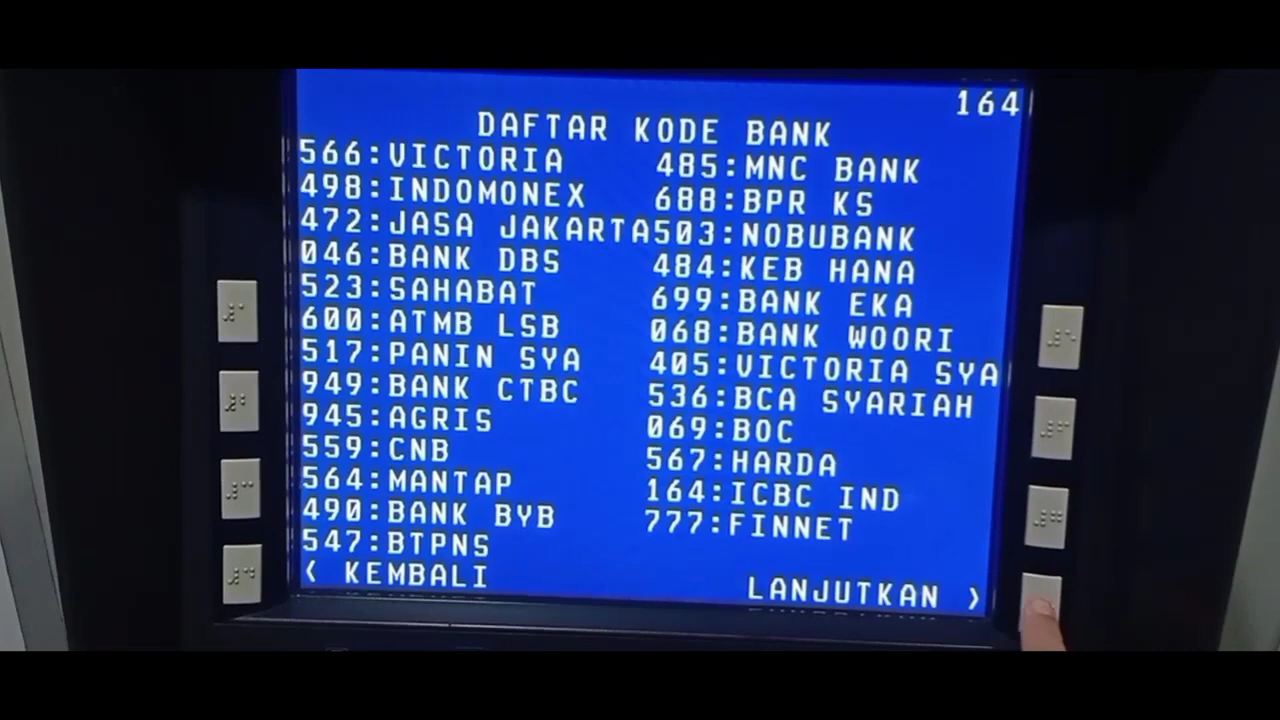 164
DAFTAR KODE BANK
566:VICTORIA 485:MNC BANK
498:INDOMONEX 688:BPR KS
472:JASA JAKARTA503:NOBUBANK
046:BANK DBS 484:KEB HANA
523:SAHABAT 699:BANK EKA
600:ATMB LSB 068:BANK WOORI
517:PANIN SYA 405:VICTORIA SYA
949:BANK CTBC 536:BCA SYARIAH
945:AGRIS 069:BOC
559:CNB 567:HARDA
564:MANTAP 164:ICBC IND
490:BANK BYB 777:FINNET
547:BTPNS
< KEMBALI LANJUTKAN >